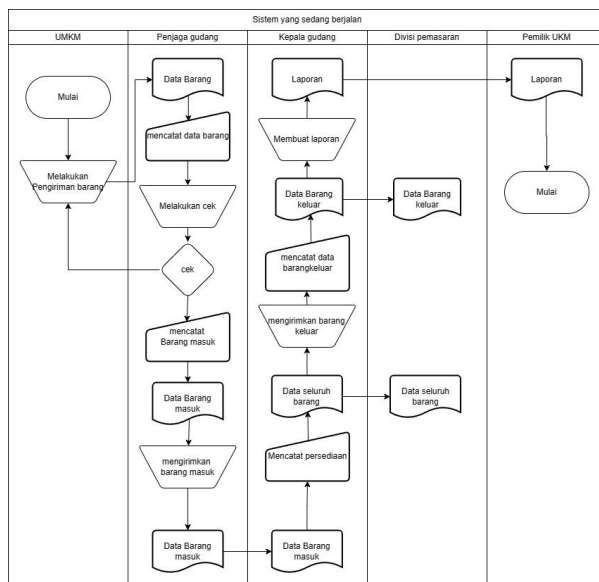 Sistem yang sedang berjalan
UMKM
Penjaga gudang
Kepala gudang
Divisi pemasaran
Pemilik UKM
Mulai
Melakukan
Pengiriman barang
Data Barang
mencatat data barang
Melakukan cek
cek
mencatat
Barang masuk
Data Barang
masuk
mengirimkan
barang masuk
Data Barang
masuk
Laporan
Membuat laporan
Data Barang
keluar
mencatat data
barangkeluar
mengirimkan barang
keluar
Data seluruh
barang
Mencatat persediaan
Data Barang
masuk
Data Barang
keluar
Data seluruh
barang
Laporan
Mulai